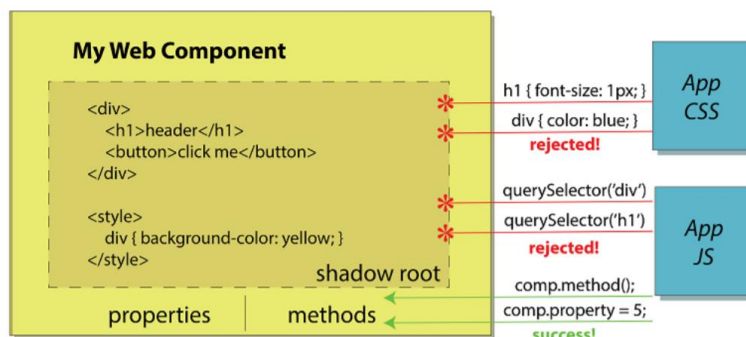 My Web Component
<div>
<h1>header</h1>
<button>click me</button>
</div>
<style>
div { background-color: yellow; }
</style>
shadow root
properties
methods
h1 { font-size: 1px; }
div { color: blue; }
rejected!
querySelector('div')
querySelector('h1')
rejected!
comp.method();
comp.property = 5;
success!
App
CSS
App
JS